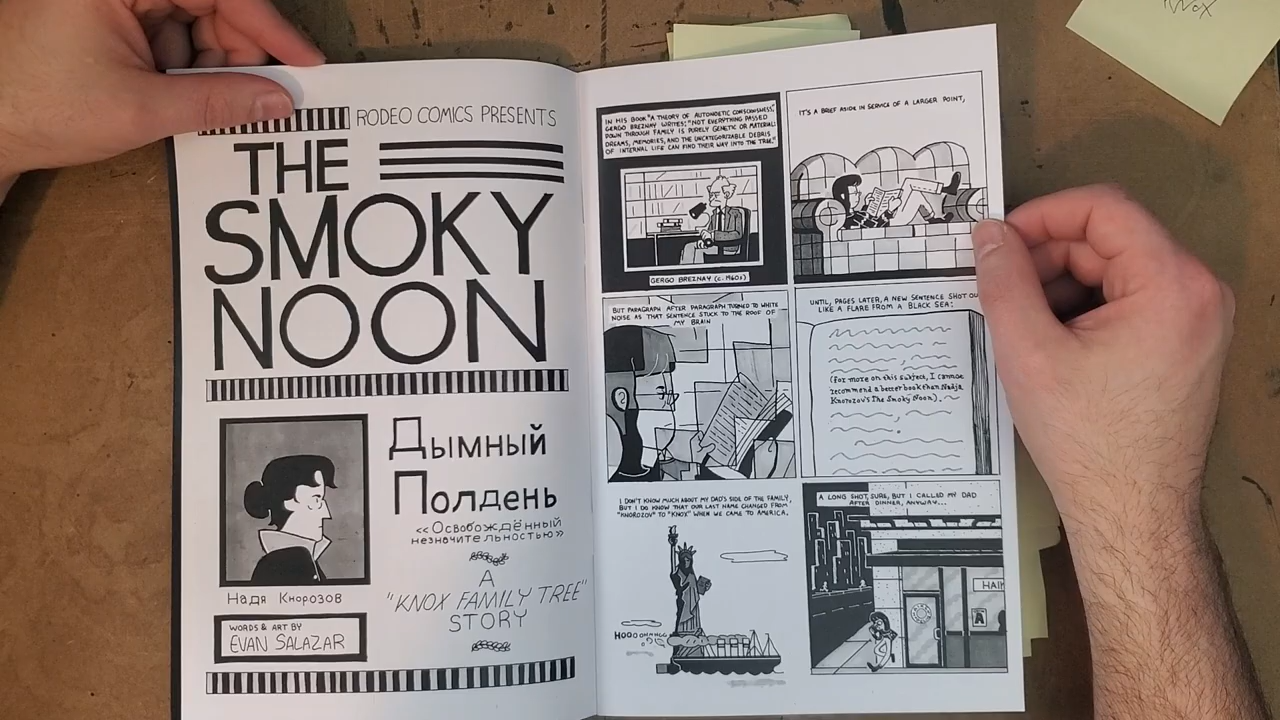 RODEO COMICS PRESENTS
THE
SMOKY
NOON
Дымный
Полдень
«Освобождённый
незначительностью»
Надя Кнорозов
A
"KNOX FAMILY TREE"
STORY
WORDS & ART BY
EVAN SALAZAR
IN HIS BOOK "A THEORY OF AUTONOETIC CONSCIOUSNESS,"
GERGO BREZNAY WRITES: "NOT EVERYTHING PASSED
DOWN THROUGH FAMILY IS PURELY GENETIC OR MATERIAL:
DREAMS, MEMORIES, AND THE UNCATEGORIZABLE DEBRIS
OF INTERNAL LIFE CAN FIND THEIR WAY INTO THE TREE."
GERGO BREZNAY (c. 1960s)
IT'S A BRIEF ASIDE IN SERVICE OF A LARGER POINT,
BUT PARAGRAPH AFTER PARAGRAPH TURNED TO WHITE
NOISE AS THAT SENTENCE STUCK TO THE ROOF OF
MY BRAIN
UNTIL, PAGES LATER, A NEW SENTENCE SHOT OU
LIKE A FLARE FROM A BLACK SEA:
(For more on this subject, I cannot
recommend a better book than Nadja
Knorozov's The Smoky Noon).
I DON'T KNOW MUCH ABOUT MY DAD'S SIDE OF THE FAMILY,
BUT I DO KNOW THAT OUR LAST NAME CHANGED FROM
"KNOROZOV" TO "KNOX" WHEN WE CAME TO AMERICA.
A LONG SHOT, SURE, BUT I CALLED MY DAD
AFTER DINNER, ANYWAY...
HAIR
A